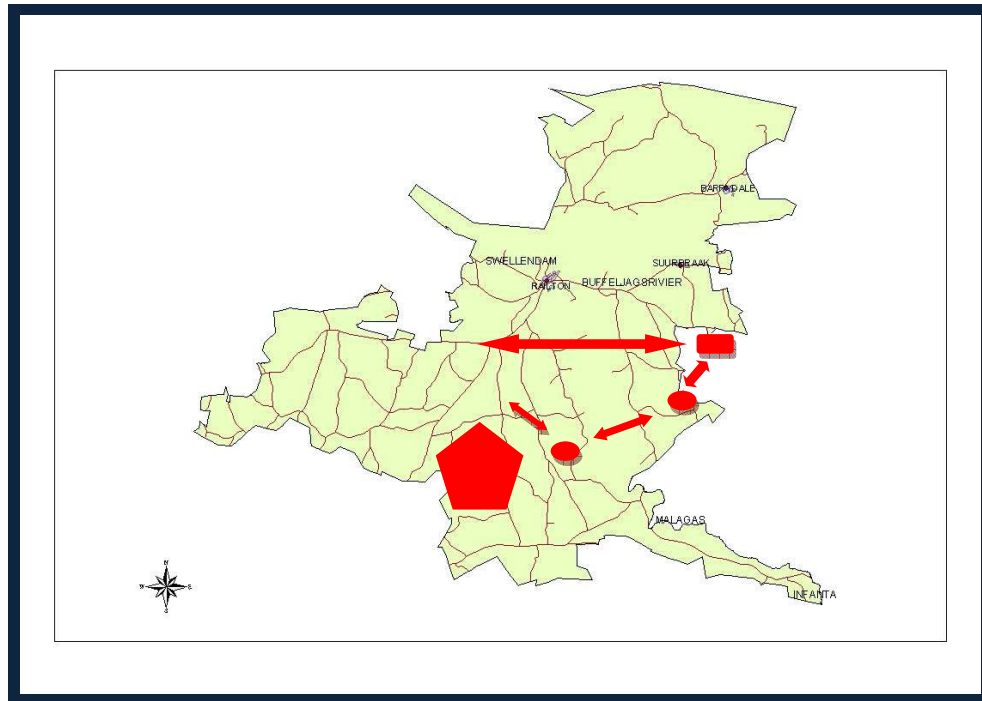 BARRYDALE
SWELLENDAM
SUURBRAAK
RAILTON
BUFFELJAGSRIVIER
MALAGAS
INFANTA
N
W
E
S